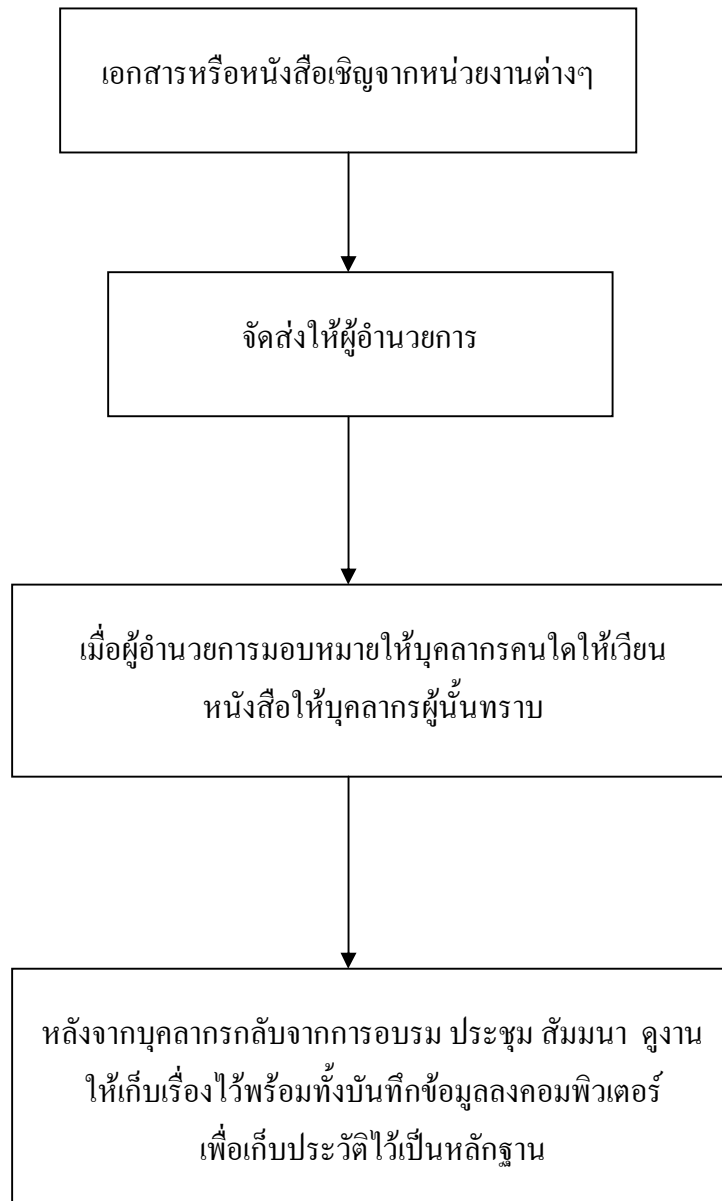 เอกสารหรือหนังสือเชิญจากหน่วยงานต่างๆ
จัดส่งให้ผู้อำนวยการ
เมื่อผู้อำนวยการมอบหมายให้บุคลากรคนใดให้เวียน
หนังสือให้บุคลากรผู้นั้นทราบ
หลังจากบุคลากรกลับจากการอบรม ประชุม สัมมนา ดูงาน
ให้เก็บเรื่องไว้พร้อมทั้งบันทึกข้อมูลลงคอมพิวเตอร์
เพื่อเก็บประวัติไว้เป็นหลักฐาน